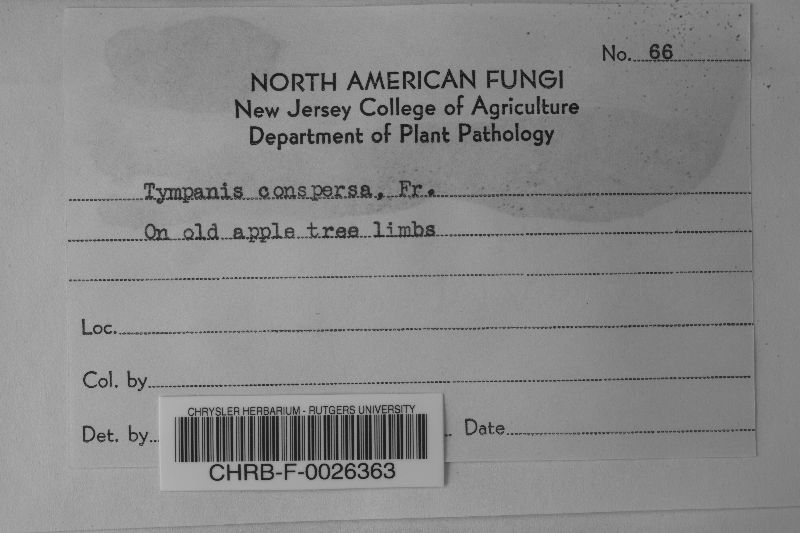 No. 66
NORTH AMERICAN FUNGI
New Jersey College of Agriculture
Department of Plant Pathology
Tympanis conspersa, Fr.
On old apple tree limbs
Loc.
Col. by
Det. by
Date
CHRYSLER HERBARIUM - RUTGERS UNIVERSITY
CHRB-F-0026363